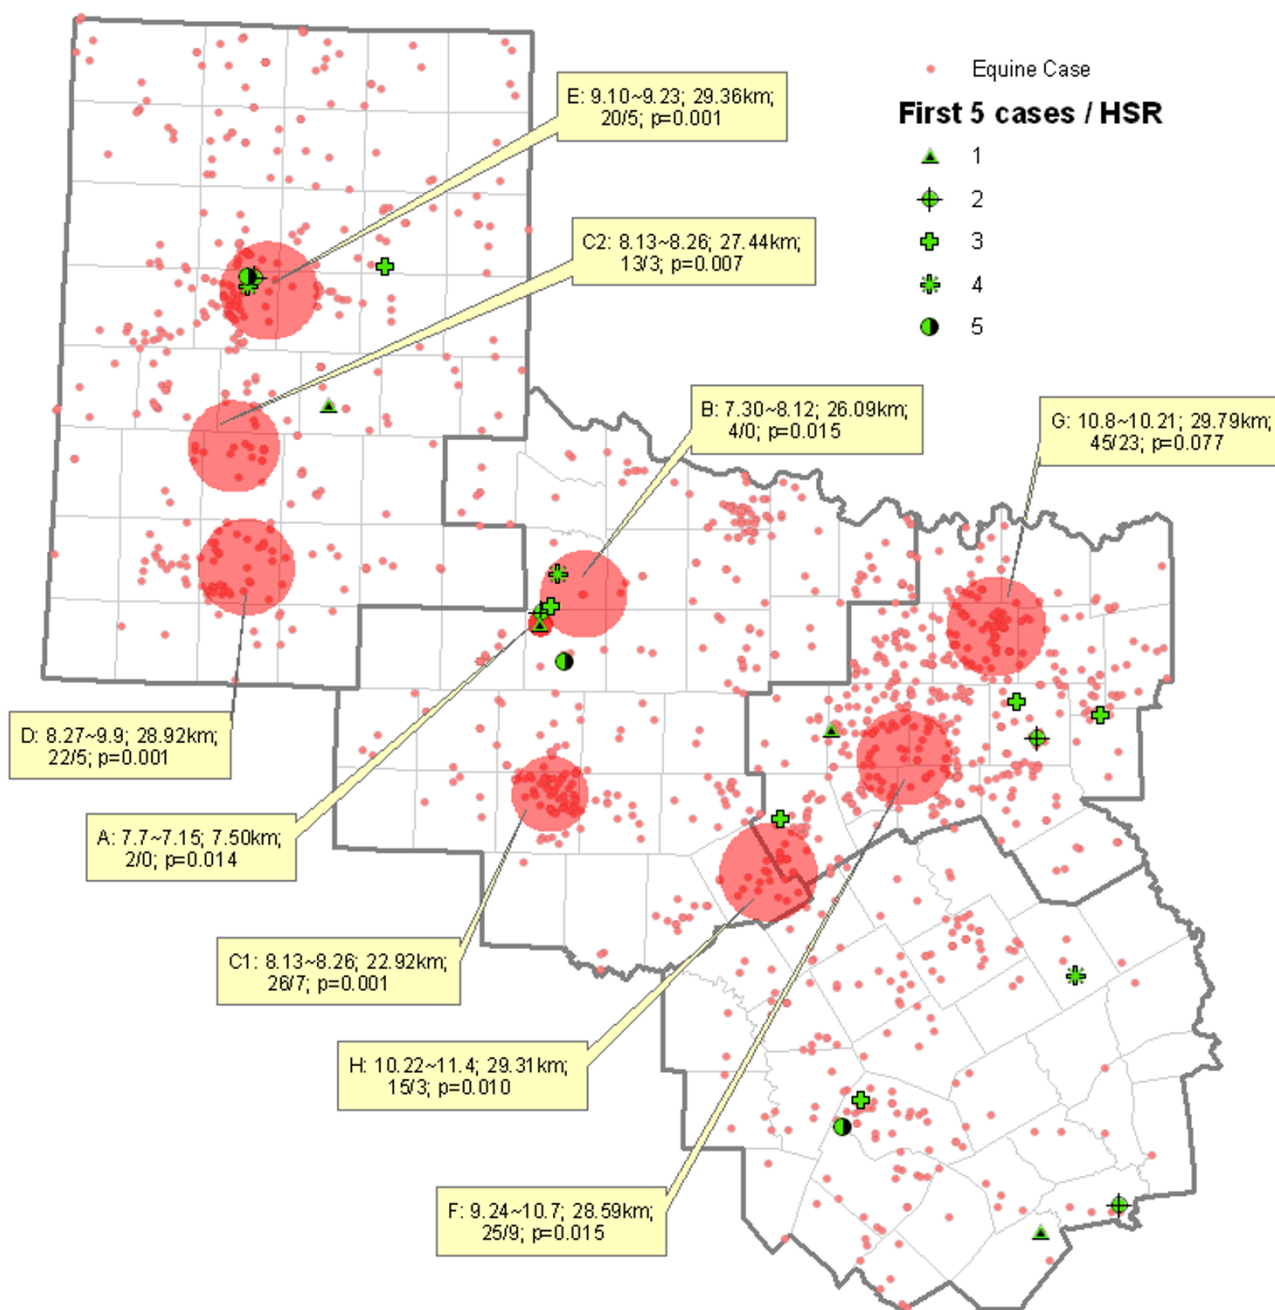 Equine Case
First 5 cases / HSR
1
2
3
4
5
E: 9.10~9.23; 29.36km;
20/5; p=0.001
C2: 8.13~8.26; 27.44km;
13/3; p=0.007
B: 7.30~8.12; 26.09km;
4/0; p=0.015
G: 10.8~10.21; 29.79km;
45/23; p=0.077
D: 8.27~9.9; 28.92km;
22/5; p=0.001
A: 7.7~7.15; 7.50km;
2/0; p=0.014
C1: 8.13~8.26; 22.92km;
26/7; p=0.001
H: 10.22~11.4; 29.31km;
15/3; p=0.010
F: 9.24~10.7; 28.59km;
25/9; p=0.015